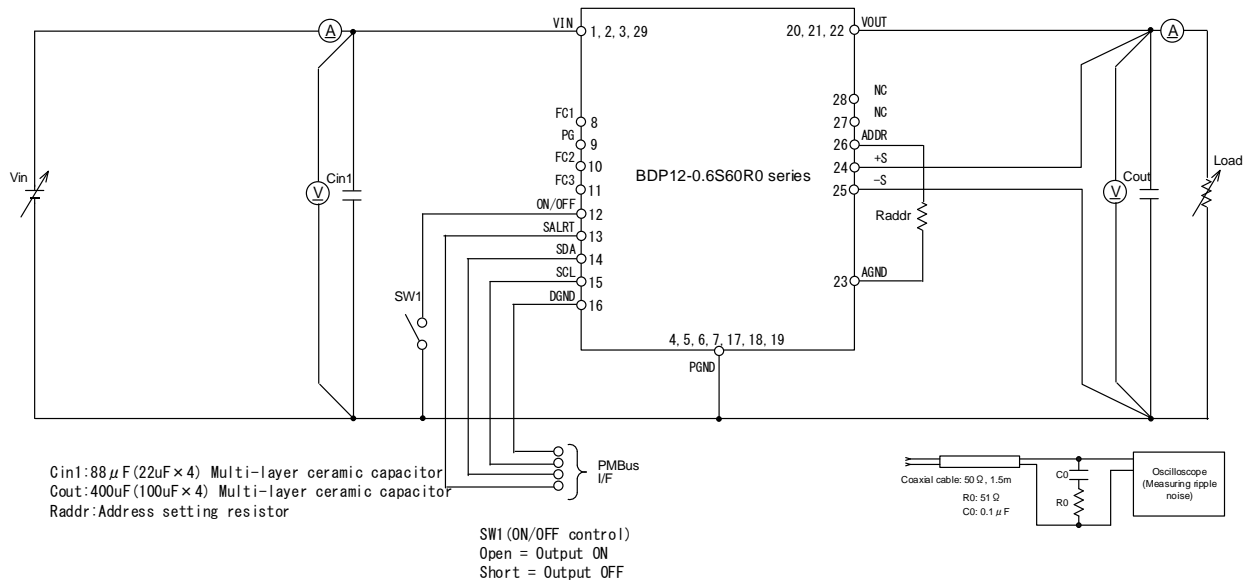 VIN
1, 2, 3, 29
20, 21, 22
VOUT
A
A
28
NC
27
NC
FC1
8
PG
9
26
ADDR
FC2
10
24
+S
FC3
11
25
-S
BDP12-0.6S60R0 series
Vin
V
Cin1
Raddr
V
Cout
Load
ON/OFF
12
SALRT
13
SDA
14
SCL
15
DGND
16
23
AGND
SW1
4, 5, 6, 7, 17, 18, 19
PGND
PMBus
I/F
Cin1:88μF(22uF×4) Multi-layer ceramic capacitor
Cout:400uF(100uF×4) Multi-layer ceramic capacitor
Raddr:Address setting resistor
SW1(ON/OFF control)
Open = Output ON
Short = Output OFF
Coaxial cable: 50Ω, 1.5m
R0: 51Ω
C0: 0.1μF
C0
R0
Oscilloscope
(Measuring ripple
noise)